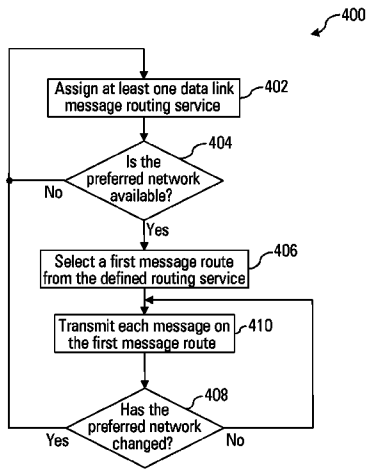 400
Assign at least one data link
message routing service
402
404
Is the
preferred network
available?
No
Yes
406
Select a first message route
from the defined routing service
Transmit each message on
the first message route
410
408
Has the
preferred network
changed?
Yes
No